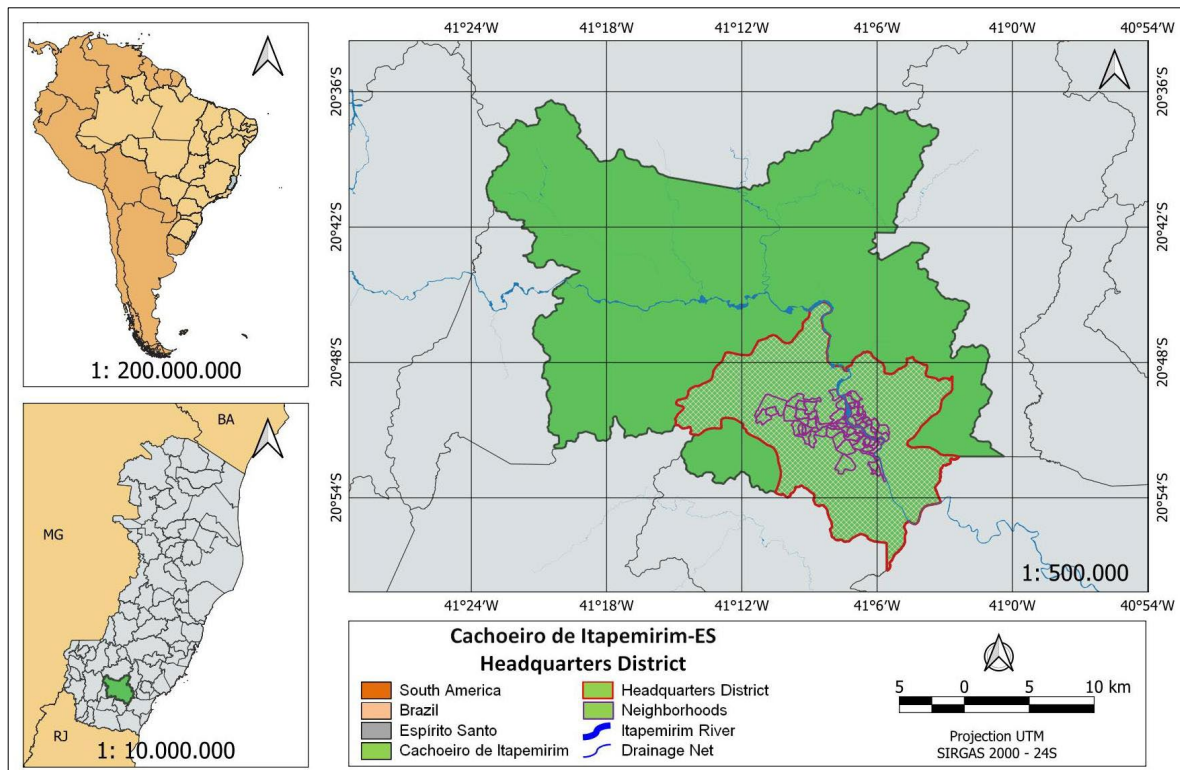 1: 200.000.000
BA
MG
RJ
1: 10.000.000
41°24'W 41°18'W 41°12'W 41°6'W 41°0'W 40°54'W
20°36'S 20°36'S
20°42'S 20°42'S
20°48'S 20°48'S
20°54'S 20°54'S
1: 500.000
41°24'W 41°18'W 41°12'W 41°6'W 41°0'W 40°54'W
Cachoeiro de Itapemirim-ES
Headquarters District
South America
Brazil
Espírito Santo
Cachoeiro de Itapemirim
Headquarters District
Neighborhoods
Itapemirim River
Drainage Net
5 0 5 10 km
Projection UTM
SIRGAS 2000 - 24S